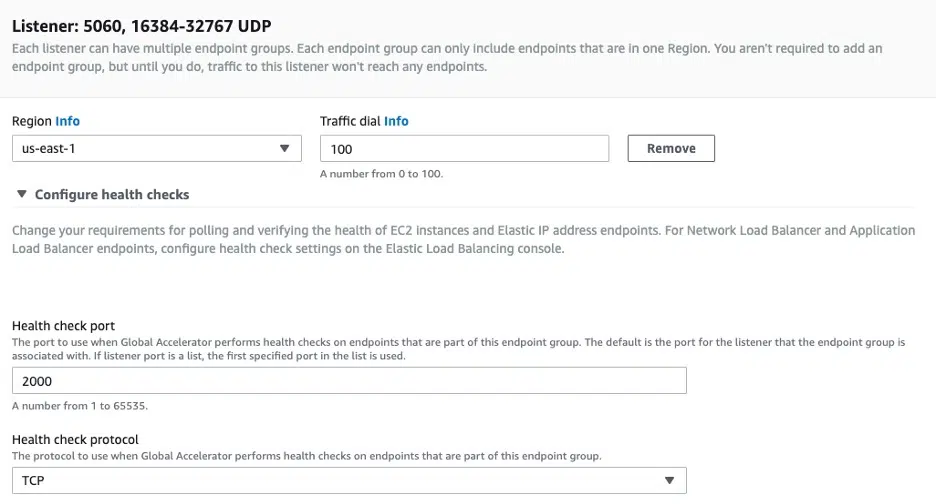 Listener: 5060, 16384-32767 UDP
Each listener can have multiple endpoint groups. Each endpoint group can only include endpoints that are in one Region. You aren't required to add an
endpoint group, but until you do, traffic to this listener won't reach any endpoints.
Region Info
Traffic dial Info
us-east-1
100
Remove
A number from 0 to 100.
Configure health checks
Change your requirements for polling and verifying the health of EC2 instances and Elastic IP address endpoints. For Network Load Balancer and Application
Load Balancer endpoints, configure health check settings on the Elastic Load Balancing console.
Health check port
The port to use when Global Accelerator performs health checks on endpoints that are part of this endpoint group. The default is the port for the listener that the endpoint group is
associated with. If listener port is a list, the first specified port in the list is used.
2000
A number from 1 to 65535.
Health check protocol
The protocol to use when Global Accelerator performs health checks on endpoints that are part of this endpoint group.
TCP